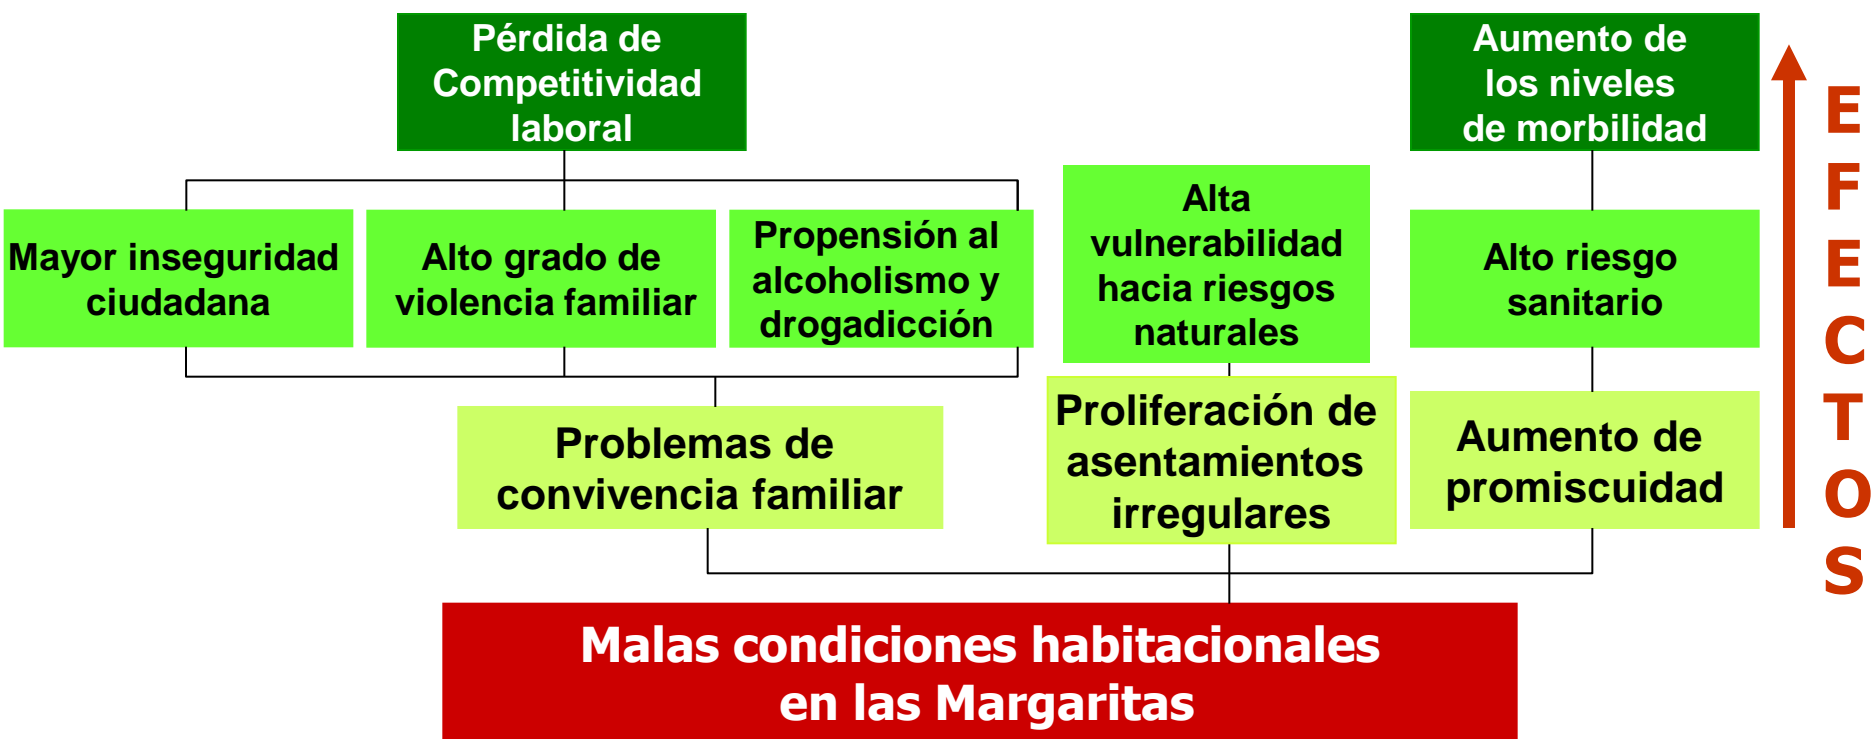 Pérdida de
Competitividad
laboral
Aumento de
los niveles
de morbilidad
Mayor inseguridad
ciudadana
Alto grado de
violencia familiar
Propensión al
alcoholismo y
drogadicción
Alta
vulnerabilidad
hacia riesgos
naturales
Alto riesgo
sanitario
Problemas de
convivencia familiar
Proliferación de
asentamientos
irregulares
Aumento de
promiscuidad
Malas condiciones habitacionales
en las Margaritas
E
F
E
C
T
O
S